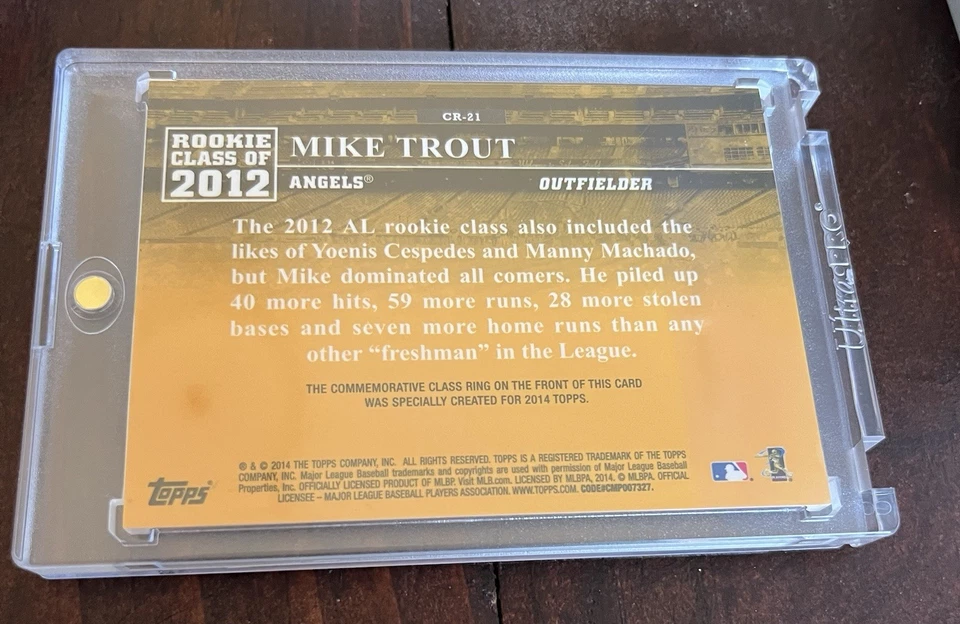 CR-21
ROOKIE
CLASS OF
2012
MIKE TROUT
ANGELS®
OUTFIELDER
The 2012 AL rookie class also included the
likes of Yoenis Cespedes and Manny Machado,
but Mike dominated all comers. He piled up
40 more hits, 59 more runs, 28 more stolen
bases and seven more home runs than any
other “freshman” in the League.
THE COMMEMORATIVE CLASS RING ON THE FRONT OF THIS CARD
WAS SPECIALLY CREATED FOR 2014 TOPPS.
® & © 2014 THE TOPPS COMPANY, INC. ALL RIGHTS RESERVED. TOPPS IS A REGISTERED TRADEMARK OF THE TOPPS
COMPANY, INC. Major League Baseball trademarks and copyrights are used with permission of Major League Baseball
Properties, Inc. OFFICIALLY LICENSED PRODUCT OF MLBP. Visit MLB.com. LICENSED BY MLBPA, 2014. © MLBPA. OFFICIAL
LICENSEE – MAJOR LEAGUE BASEBALL PLAYERS ASSOCIATION. WWW.TOPPS.COM. CODE#CMP007327.
Topps®
UltraPRO®